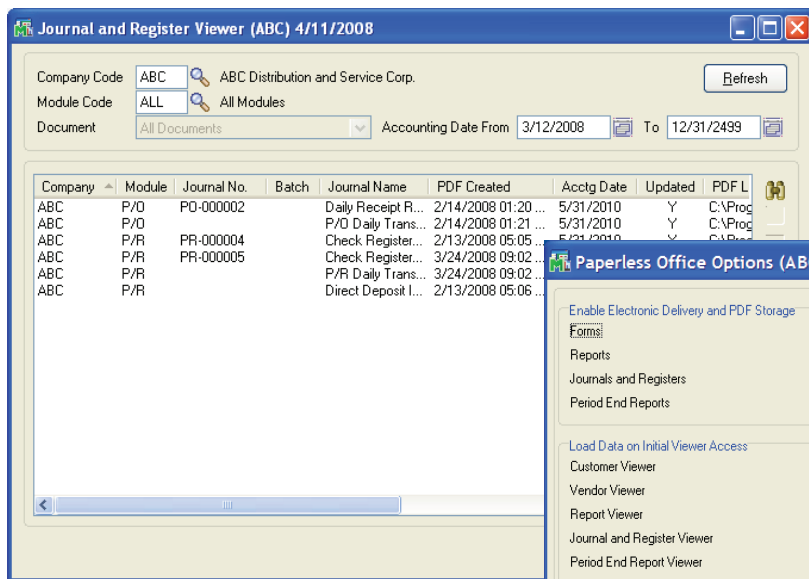 Journal and Register Viewer (ABC) 4/11/2008
Company Code ABC ABC Distribution and Service Corp. Refresh
Module Code ALL All Modules
Document All Documents Accounting Date From 3/12/2008 To 12/31/2499
Company Module Journal No. Batch Journal Name PDF Created Acctg Date Updated PDF L
ABC P/O PO-000002 Daily Receipt R... 2/14/2008 01:20 ... 5/31/2010 Y C:\Prog
ABC P/O P/O Daily Trans... 2/14/2008 01:21 ... 5/31/2010 Y C:\Prog
ABC P/R PR-000004 Check Register... 2/13/2008 05:05 ... 5/31/2010 Y C:\Prog
ABC P/R PR-000005 Check Register... 3/24/2008 09:02 ...
ABC P/R P/R Daily Trans... 3/24/2008 09:02 ...
ABC P/R Direct Deposit I... 2/13/2008 05:06 ...
Paperless Office Options (AB
Enable Electronic Delivery and PDF Storage
Forms
Reports
Journals and Registers
Period End Reports
Load Data on Initial Viewer Access
Customer Viewer
Vendor Viewer
Report Viewer
Journal and Register Viewer
Period End Report Viewer